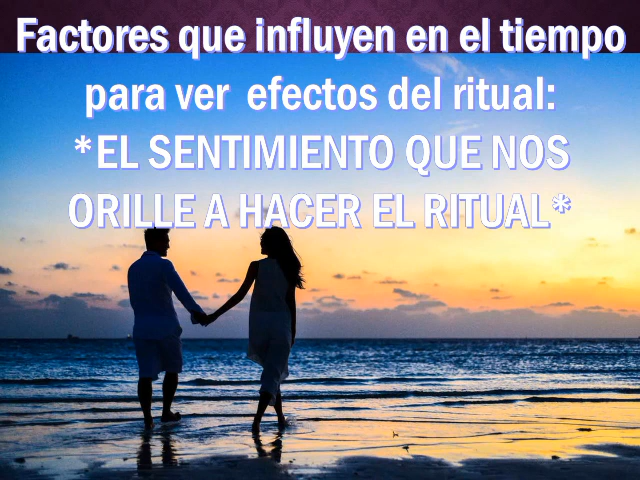 Factores que influyen en el tiempo
para ver efectos del ritual:
*EL SENTIMIENTO QUE NOS
ORILLE A HACER EL RITUAL*